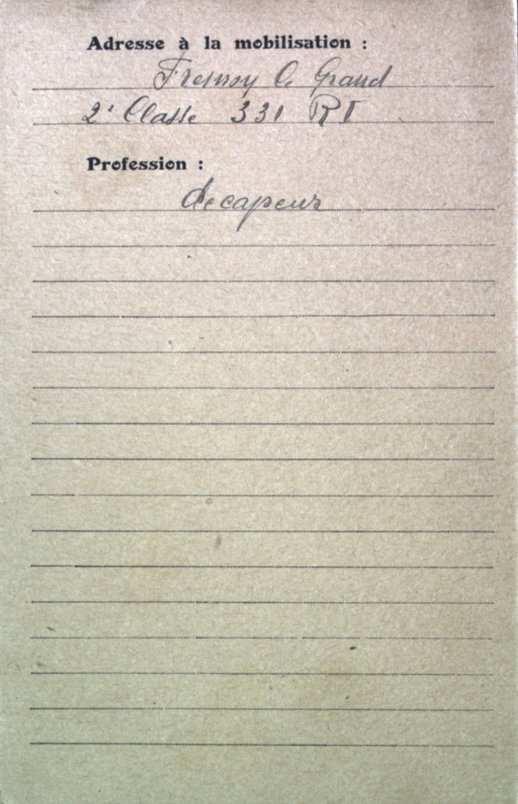 Adresse à la mobilisation :
Fresnoy le Grand
2e Classe 331 RI
Profession :
decapeur